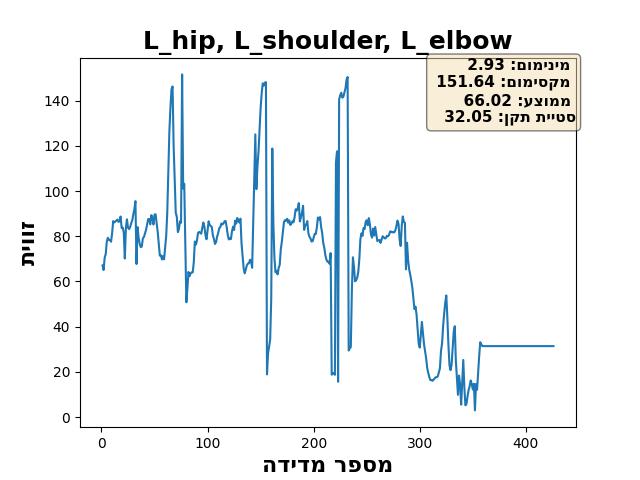 L_hip, L_shoulder, L_elbow
מינימום: 2.93
מקסימום: 151.64
ממוצע: 66.02
סטיית תקן: 32.05
זווית
140
120
100
80
60
40
20
0
0 100 200 300 400
מספר מדידה